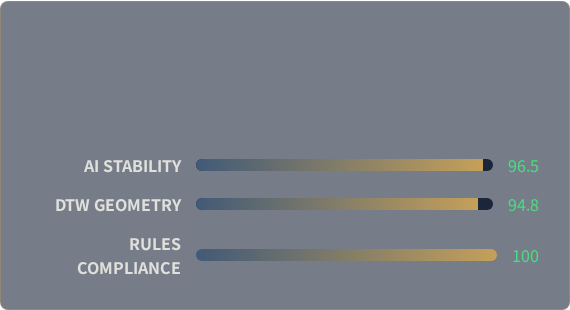 AI STABILITY 96.5
DTW GEOMETRY 94.8
RULES
COMPLIANCE 100